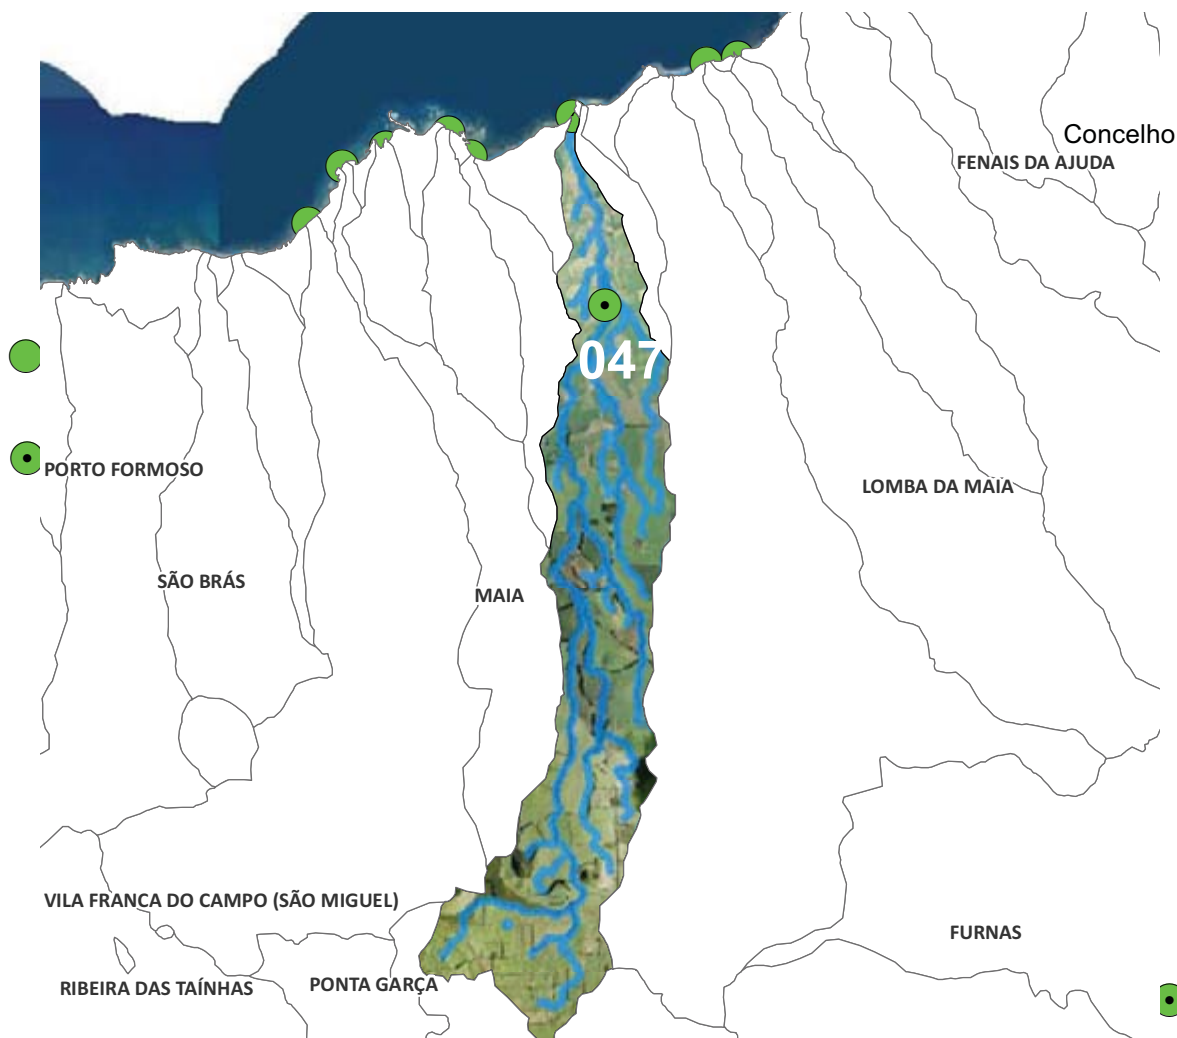 Concelho
FENAIS DA AJUDA
047
PORTO FORMOSO
LOMBA DA MAIA
SÃO BRÁS
MAIA
VILA FRANCA DO CAMPO (SÃO MIGUEL)
FURNAS
RIBEIRA DAS TAÍNHAS
PONTA GARÇA